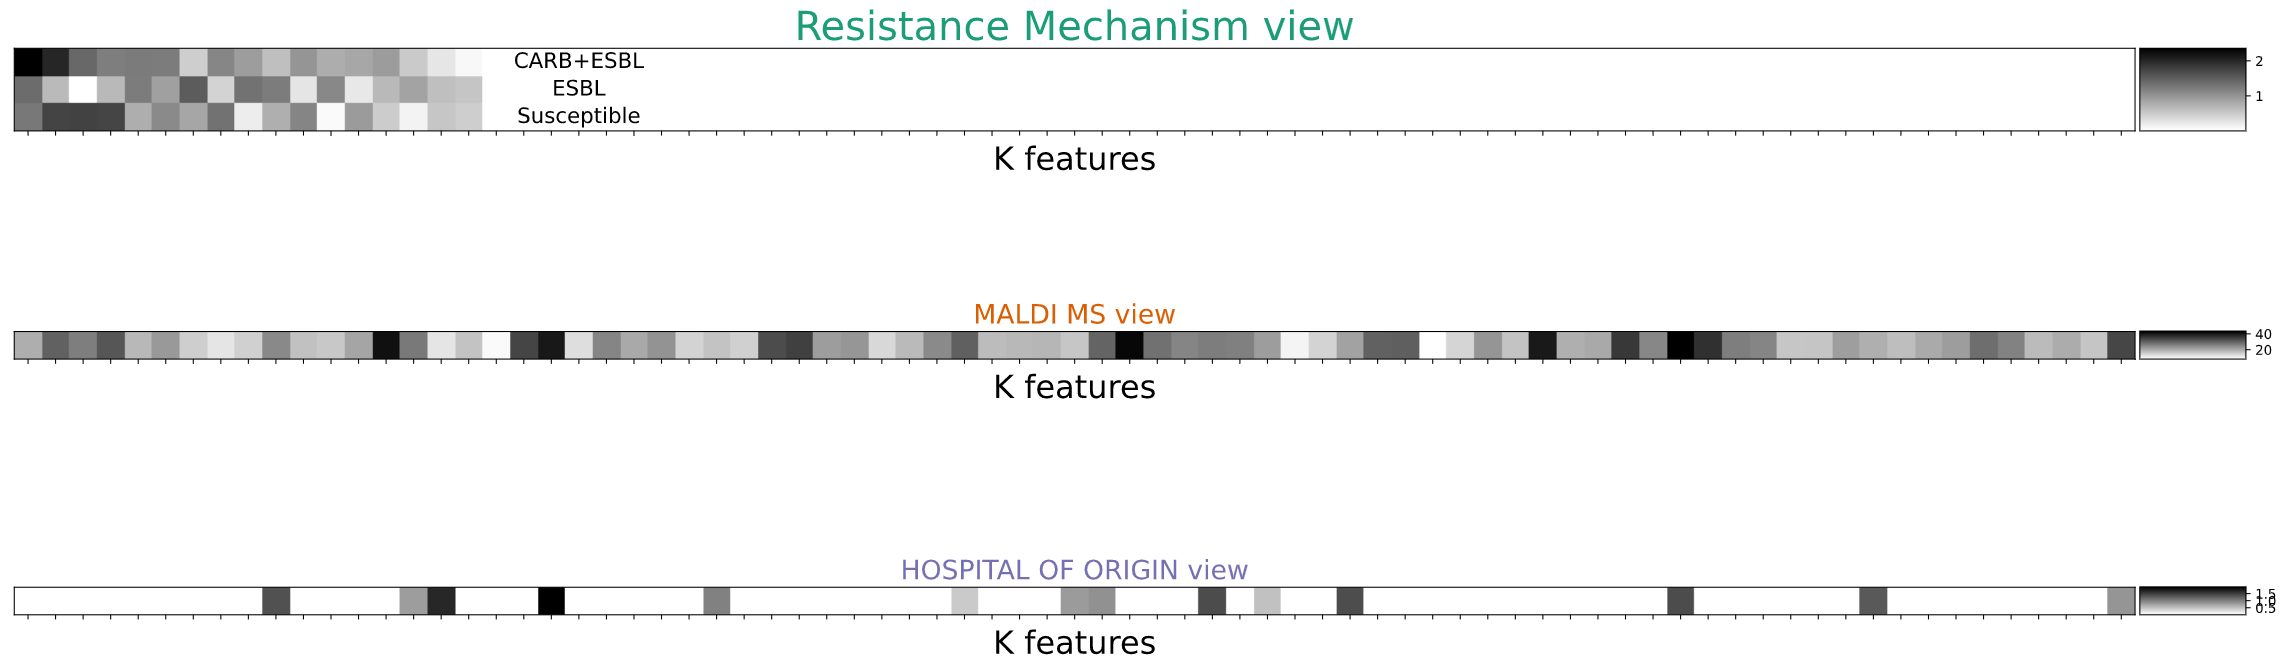 Resistance Mechanism view
CARB+ESBL
ESBL
Susceptible
2
1
K features
MALDI MS view
40
20
K features
HOSPITAL OF ORIGIN view
1.5
1.0
0.5
K features